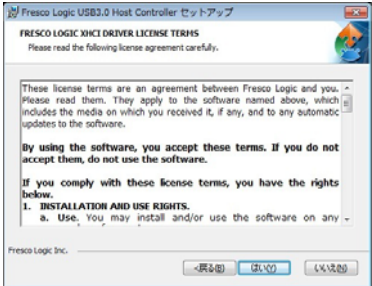 Fresco Logic USB3.0 Host Controller セットアップ
FRESCO LOGIC XHCI DRIVER LICENSE TERMS
Please read the following license agreement carefully.
These license terms are an agreement between Fresco Logic and you.
Please read them. They apply to the software named above, which
includes the media on which you received it, if any, and to any automatic
updates to the software.
By using the software, you accept these terms. If you do not
accept them, do not use the software.
If you comply with these license terms, you have the rights
below.
1. INSTALLATION AND USE RIGHTS.
a. Use. You may install and/or use the software on any
Fresco Logic Inc.
<戻る(B) はい(Y) いいえ(N)